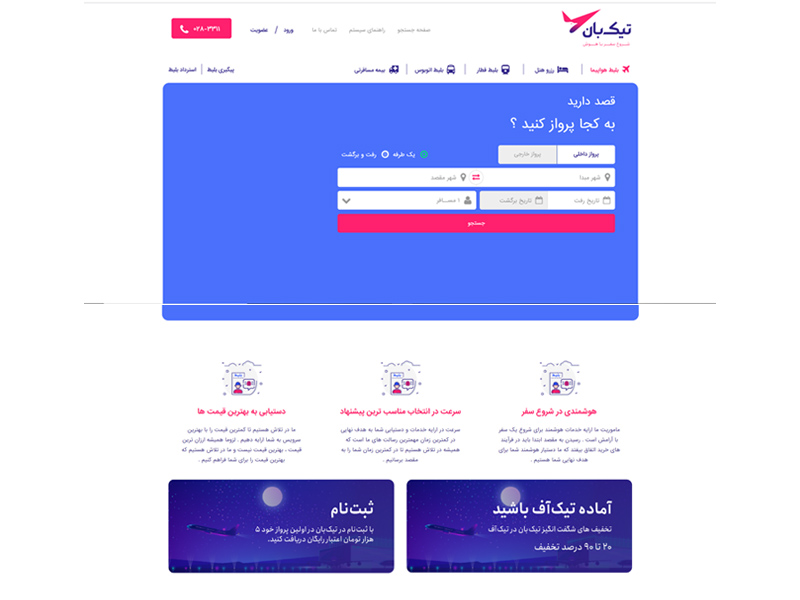 تیک‌بان
شروع سفر با هوش
صفحه جستجو
راهنمای سیستم
تماس با ما
ورود / عضویت
۰۲۸-۳۳۱۱
بلیط هواپیما
رزو هتل
بلیط قطار
بلیط اتوبوس
بیمه مسافرتی
پیگیری بلیط
استرداد بلیط
قصد دارید
به کجا پرواز کنید ؟
پرواز داخلی
پرواز خارجی
یک طرفه
رفت و برگشت
شهر مبدا
شهر مقصد
تاریخ رفت
تاریخ برگشت
۱ مسافر
جستجو
هوشمندی در شروع سفر
ماموریت ما ارایه خدمات هوشمند برای شروع یک سفر
با آرامش است . رسیدن به مقصد ابتدا باید در فرآیند
های خرید اتفاق بیفتد که ما دستیار هوشمند شما برای
هدف نهایی شما هستیم .
سرعت در انتخاب مناسب ترین پیشنهاد
سرعت در ارایه خدمات و دستیابی شما به هدف نهایی
در کمترین زمان مهمترین رسالت های ما است که
همیشه در تلاش هستیم تا در کمترین زمان شما را به
مقصد برسانیم .
دستیابی به بهترین قیمت ها
ما در تلاش هستیم تا کمترین قیمت را با بهترین
سرویس به شما ارایه دهیم . لزوما همیشه ارزان ترین
قیمت ، بهترین قیمت نیست و ما در تلاش هستیم که
بهترین قیمت را برای شما فراهم کنیم .
آماده تیک‌آف باشید
تخفیف های شگفت انگیز تیک‌بان در تیک‌آف
۲۰ تا ۹۰ درصد تخفیف
ثبت‌نام
با ثبت‌نام در تیک‌بان در اولین پرواز خود ۵
هزار تومان اعتبار رایگان دریافت کنید.